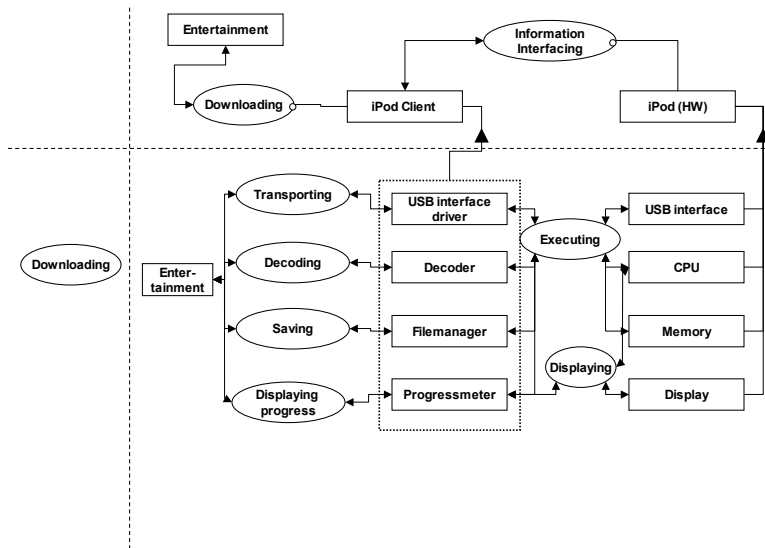 Entertainment
Information
Interfacing
Downloading
iPod Client
iPod (HW)
Transporting
USB interface
driver
USB interface
Executing
Downloading
Enter-
tainment
Decoding
Decoder
CPU
Saving
Filemanager
Memory
Displaying
Displaying
progress
Progressmeter
Display